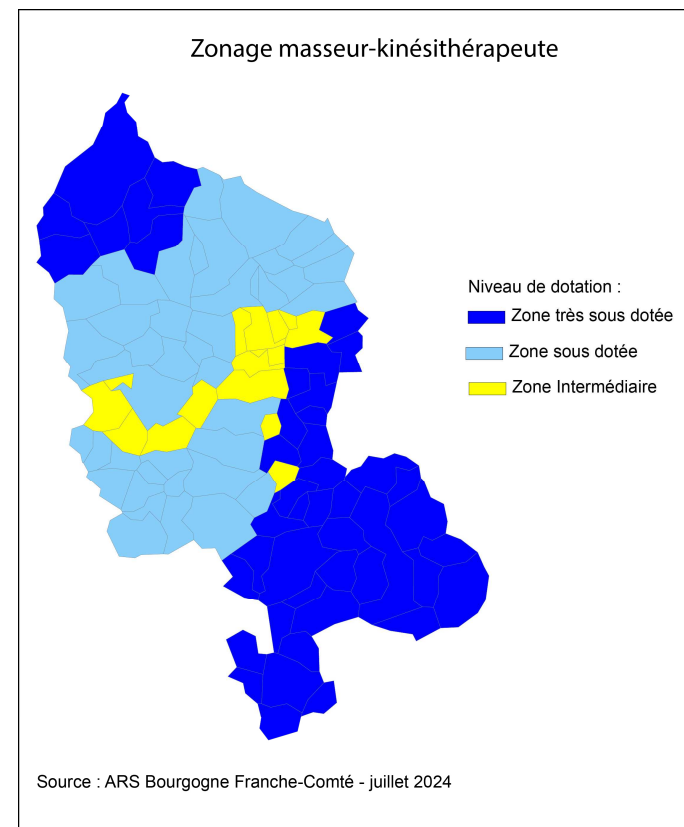 Zonage masseur-kinésithérapeute
Niveau de dotation :
Zone très sous dotée
Zone sous dotée
Zone Intermédiaire
Source : ARS Bourgogne Franche-Comté - juillet 2024